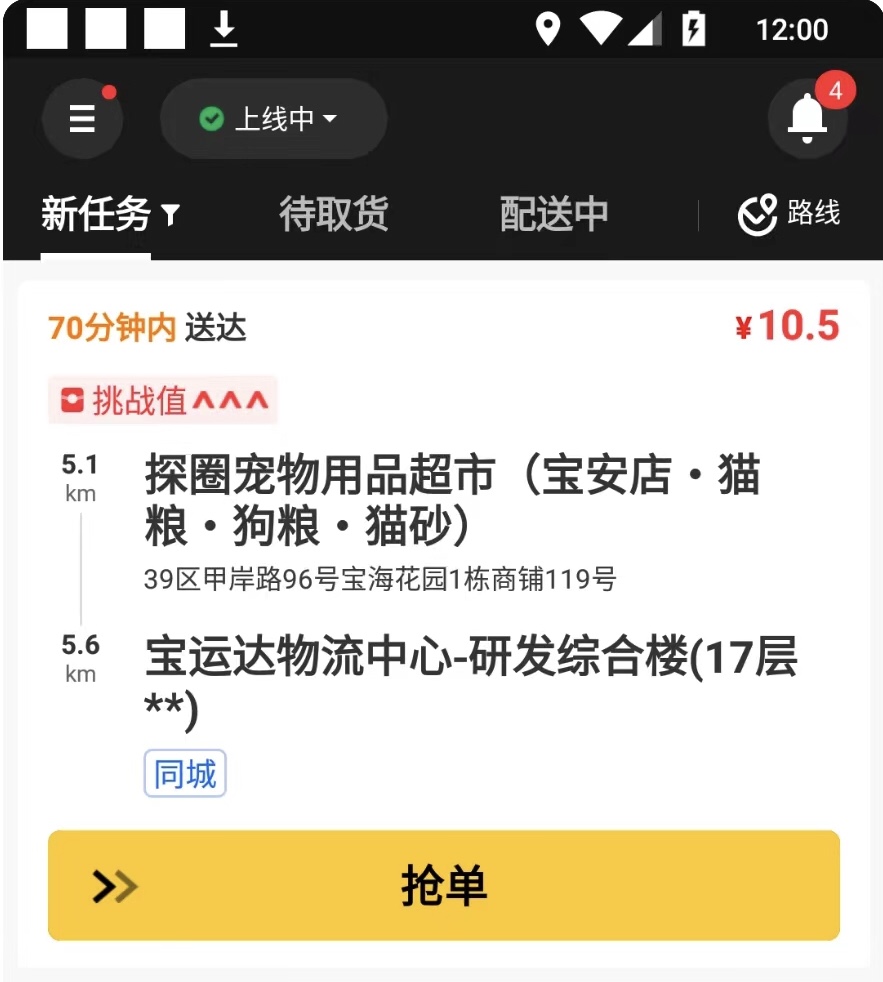 12:00
上线中
4
新任务
待取货
配送中
路线
70分钟内 送达
¥10.5
挑战值
5.1
km
探圈宠物用品超市（宝安店·猫
粮·狗粮·猫砂）
39区甲岸路96号宝海花园1栋商铺119号
5.6
km
宝运达物流中心-研发综合楼(17层
**)
同城
抢单